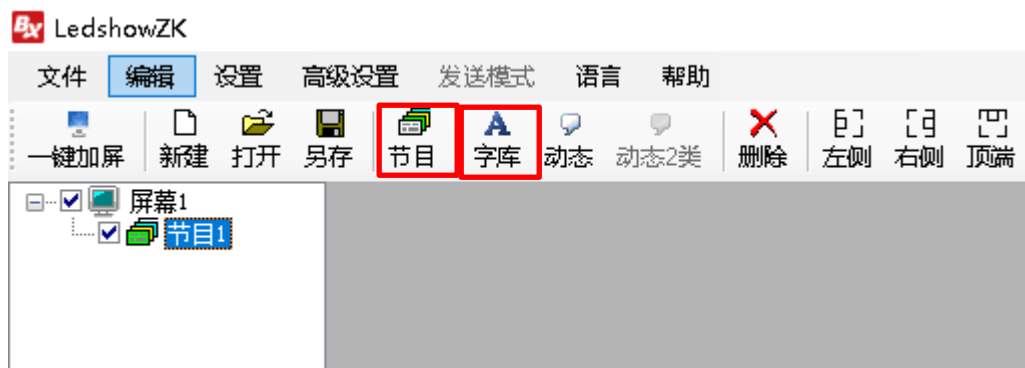 BX LedshowZK
文件 编辑 设置 高级设置 发送模式 语言 帮助
一键加屏 新建 打开 另存 节目 字库 动态 动态2类 删除 左侧 右侧 顶端
屏幕1
节目1